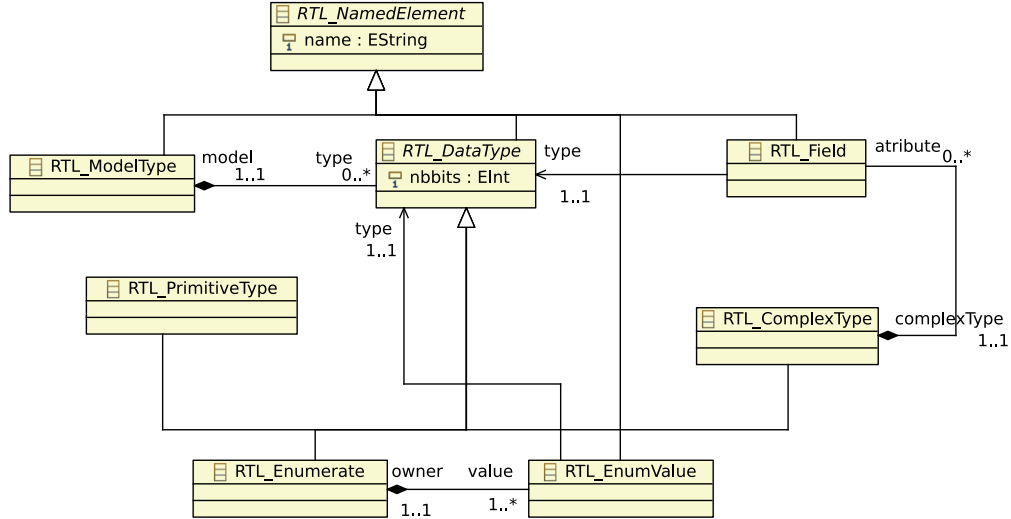 RTL_NamedElement
name : EString
RTL_ModelType
model
1..1
type
0..*
RTL_DataType
nbbits : EInt
type
1..1
RTL_Field
atribute
0..*
type
1..1
RTL_PrimitiveType
RTL_ComplexType
complexType
1..1
RTL_Enumerate
owner
1..1
value
1..*
RTL_EnumValue